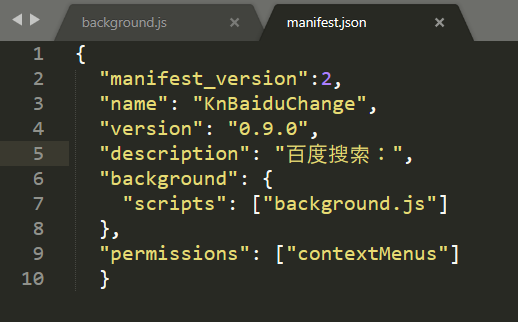 background.js × manifest.json ×
1 {
2 "manifest_version":2,
3 "name": "KnBaiduChange",
4 "version": "0.9.0",
5 "description": "百度搜索：",
6 "background": {
7 "scripts": ["background.js"]
8 },
9 "permissions": ["contextMenus"]
10 }